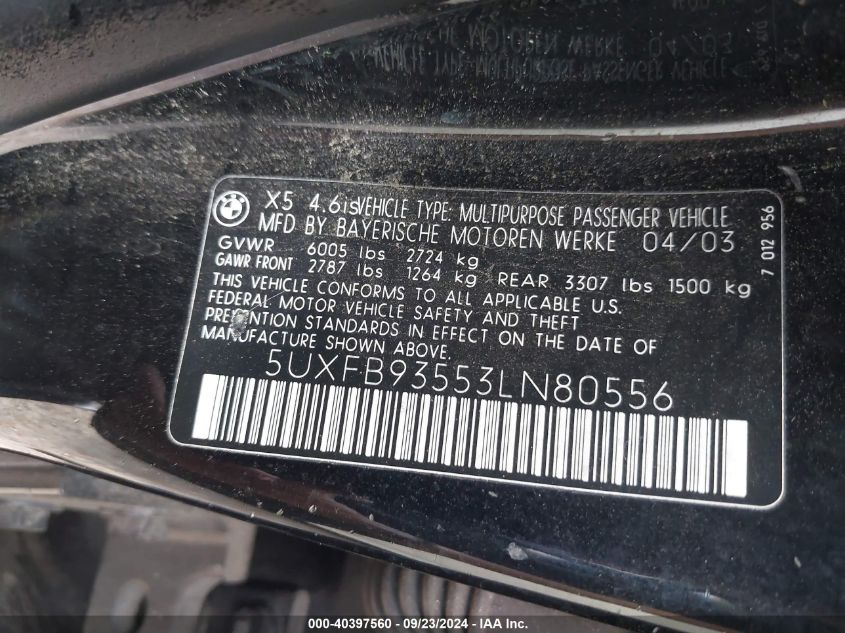 X5 4.6is VEHICLE TYPE: MULTIPURPOSE PASSENGER VEHICLE
MFD BY BAYERISCHE MOTOREN WERKE 04/03
GVWR 6005 lbs 2724 kg
GAWR FRONT 2787 lbs 1264 kg REAR 3307 lbs 1500 kg
THIS VEHICLE CONFORMS TO ALL APPLICABLE U.S.
FEDERAL MOTOR VEHICLE SAFETY AND THEFT
PREVENTION STANDARDS IN EFFECT ON THE DATE OF
MANUFACTURE SHOWN ABOVE.
5UXFB93553LN80556
7 012 956
000-40397560 - 09/23/2024 - IAA Inc.